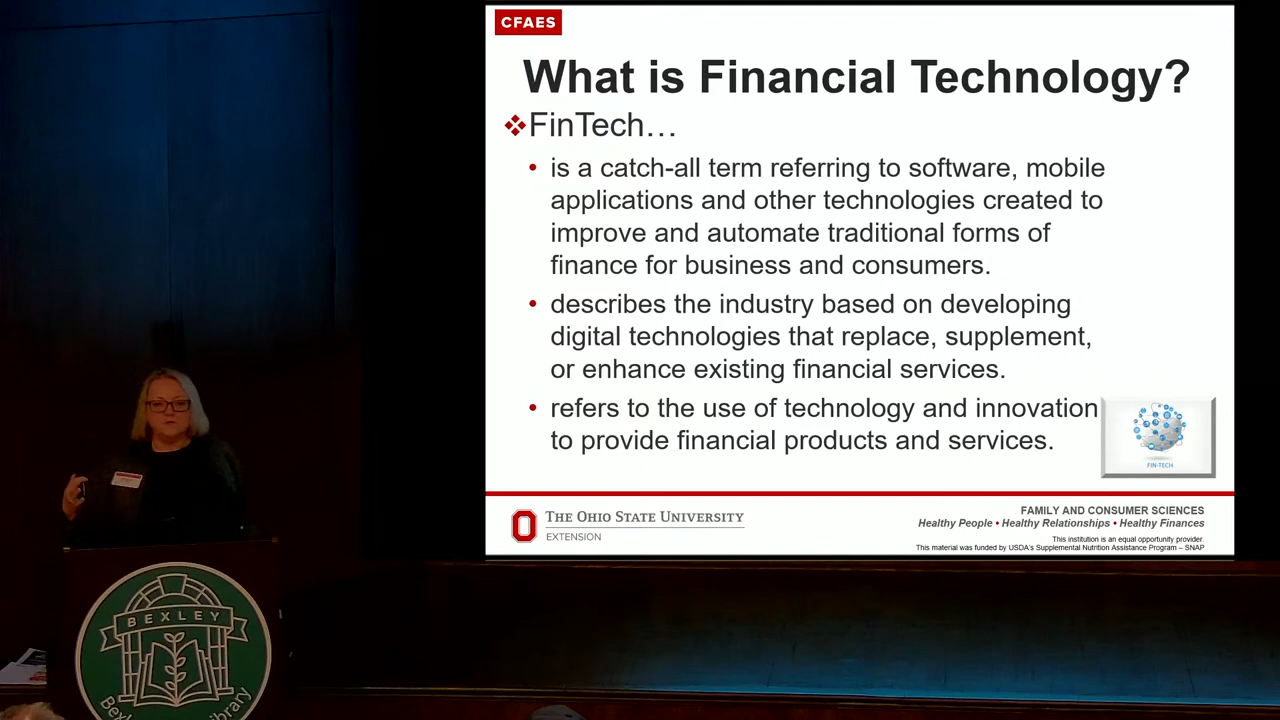 CFAES
What is Financial Technology?
FinTech…
is a catch-all term referring to software, mobile
applications and other technologies created to
improve and automate traditional forms of
finance for business and consumers.
describes the industry based on developing
digital technologies that replace, supplement,
or enhance existing financial services.
refers to the use of technology and innovation
to provide financial products and services.
FIN-TECH
THE OHIO STATE UNIVERSITY
EXTENSION
FAMILY AND CONSUMER SCIENCES
Healthy People • Healthy Relationships • Healthy Finances
This institution is an equal opportunity provider.
This material was funded by USDA's Supplemental Nutrition Assistance Program – SNAP
BEXLEY